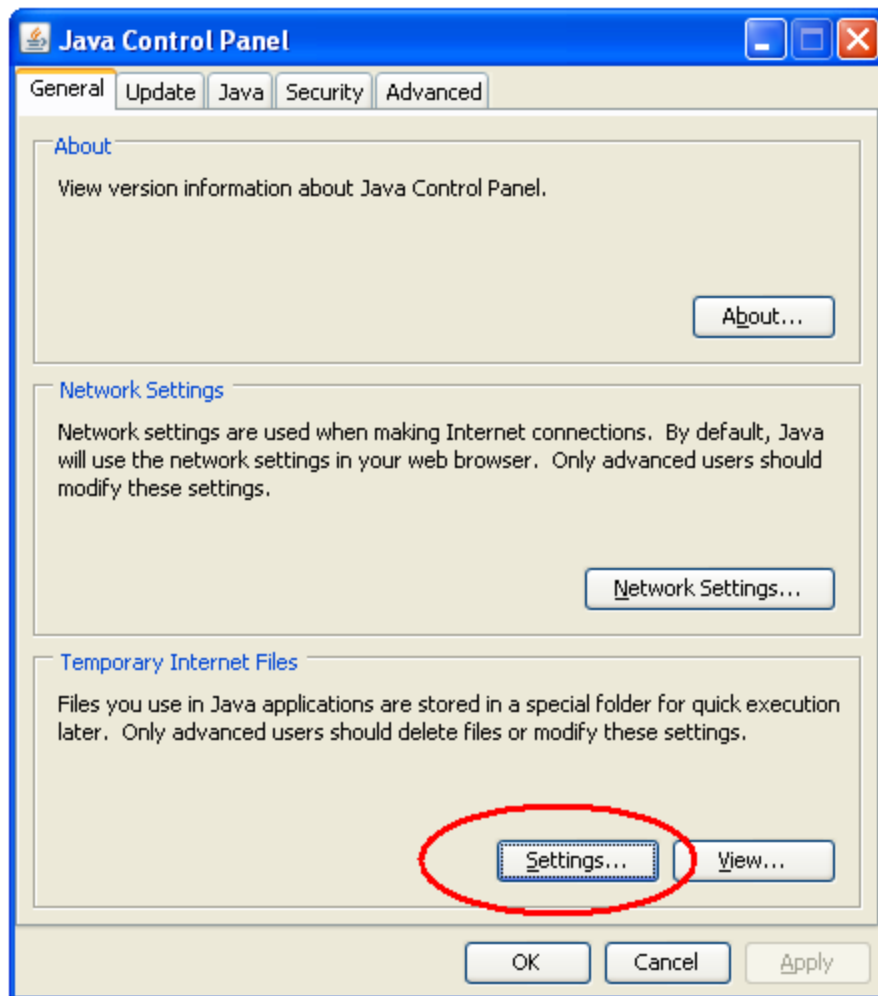 Java Control Panel
General Update Java Security Advanced
About
View version information about Java Control Panel.
About...
Network Settings
Network settings are used when making Internet connections.  By default, Java
will use the network settings in your web browser.  Only advanced users should
modify these settings.
Network Settings...
Temporary Internet Files
Files you use in Java applications are stored in a special folder for quick execution
later.  Only advanced users should delete files or modify these settings.
Settings... View...
OK Cancel Apply